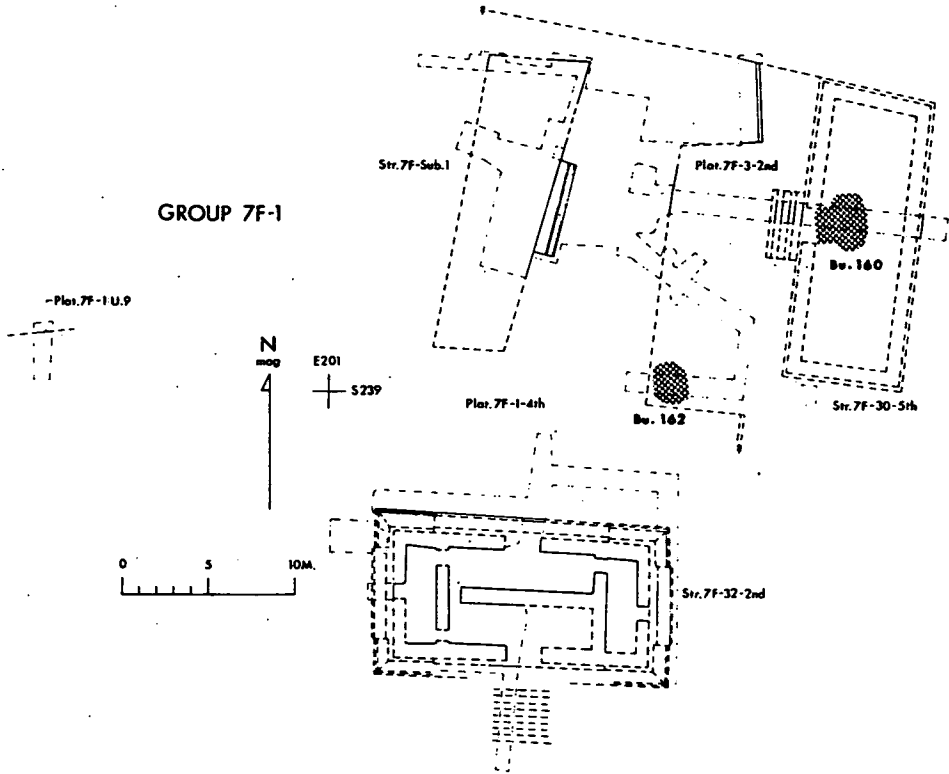 Str.7F-Sub.1
Plat.7F-3-2nd
GROUP 7F-1
Bu. 160
Plat.7F-1:U.9
N
mag
E201
S239
Plat.7F-1-4th
Bu. 162
Str.7F-30-5th
0 5 10M.
Str.7F-32-2nd